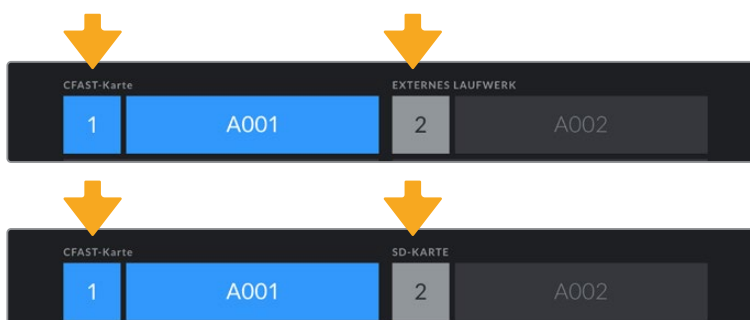 CFAST-Karte EXTERNES LAUFWERK
1 A001 2 A002
CFAST-Karte SD-KARTE
1 A001 2 A002